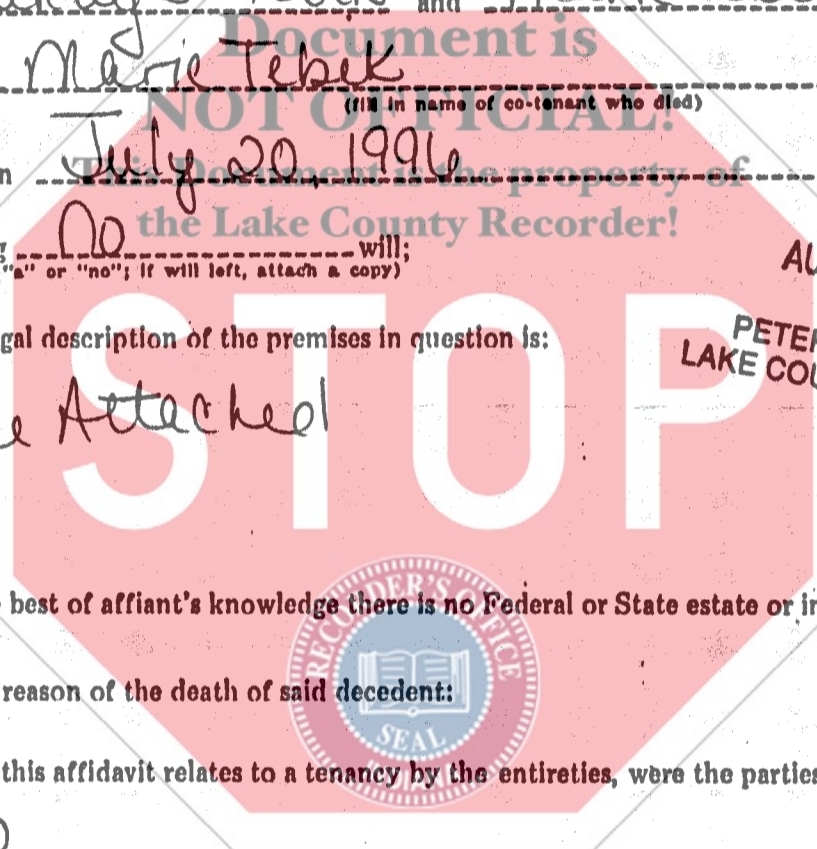 and
Document is
Marie Tebek
(fill in name of co-tenant who died)
NOT OFFICIAL!
July 20, 1996
This Document is the property of
the Lake County Recorder!
no will;
"a" or "no"; if will left, attach a copy)
AU
gal description of the premises in question is:
PETER
LAKE COU
e Attached
STOP
best of affiant's knowledge there is no Federal or State estate or in
RECORDER'S OFFICE
reason of the death of said decedent:
SEAL
this affidavit relates to a tenancy by the entireties, were the parties